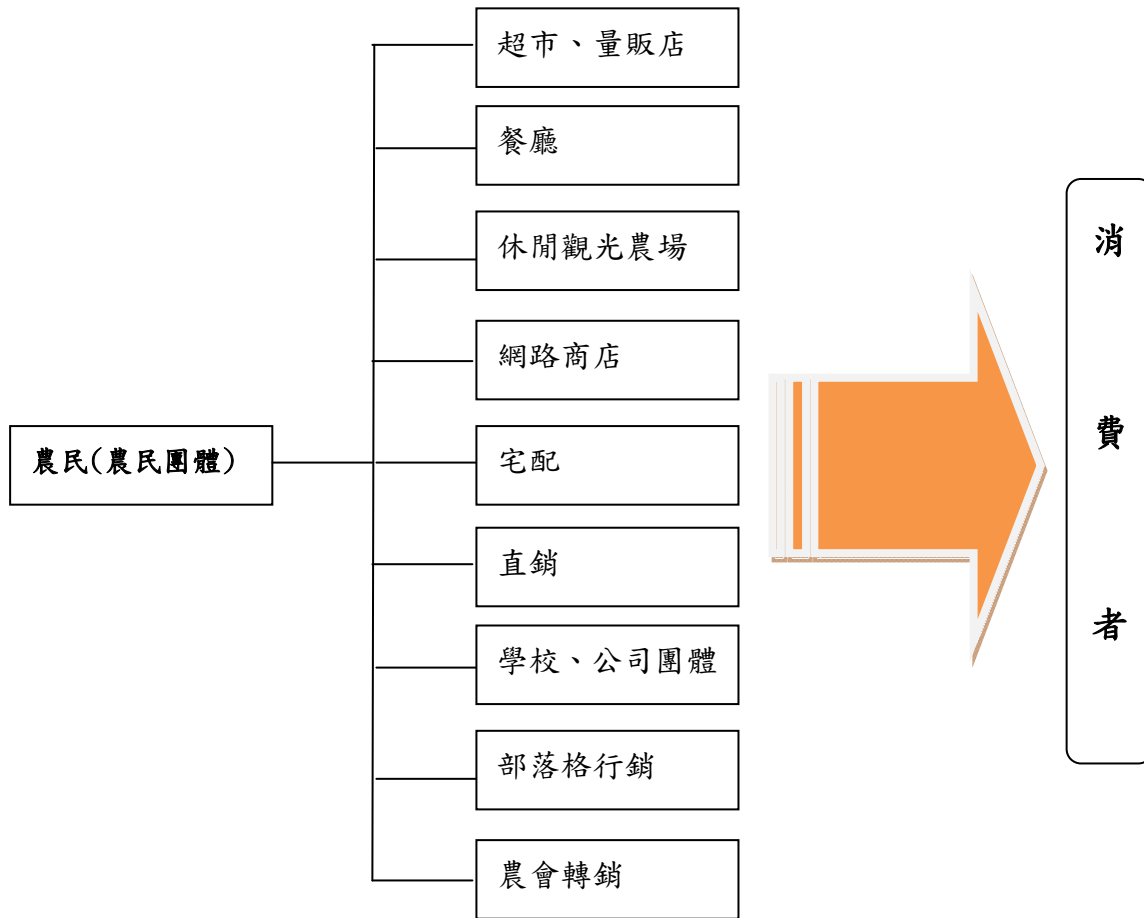 超市、量販店
餐廳
休閒觀光農場
網路商店
農民(農民團體)
宅配
直銷
學校、公司團體
部落格行銷
農會轉銷
消
費
者